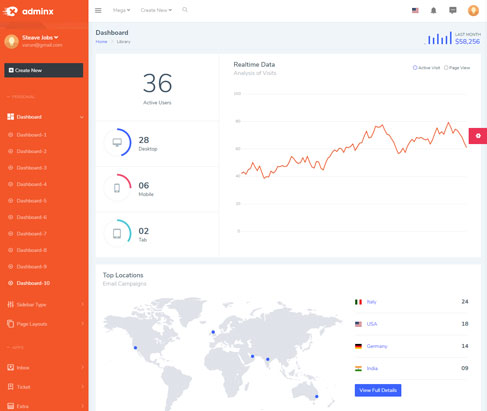 adminx
Mega
Create New
Steave Jobs
varun@gmail.com
Create New
PERSONAL
Dashboard
Dashboard-1
Dashboard-2
Dashboard-3
Dashboard-4
Dashboard-5
Dashboard-6
Dashboard-7
Dashboard-8
Dashboard-9
Dashboard-10
Sidebar Type
Page Layouts
APPS
Inbox
Ticket
Extra
Dashboard
Home > Library
LAST MONTH
$58,256
36
Active Users
28
Desktop
06
Mobile
02
Tab
Realtime Data
Analysis of Visits
Active Visit
Page View
100
80
60
40
20
0
Top Locations
Email Campaigns
Italy 24
USA 18
Germany 14
India 09
View Full Details